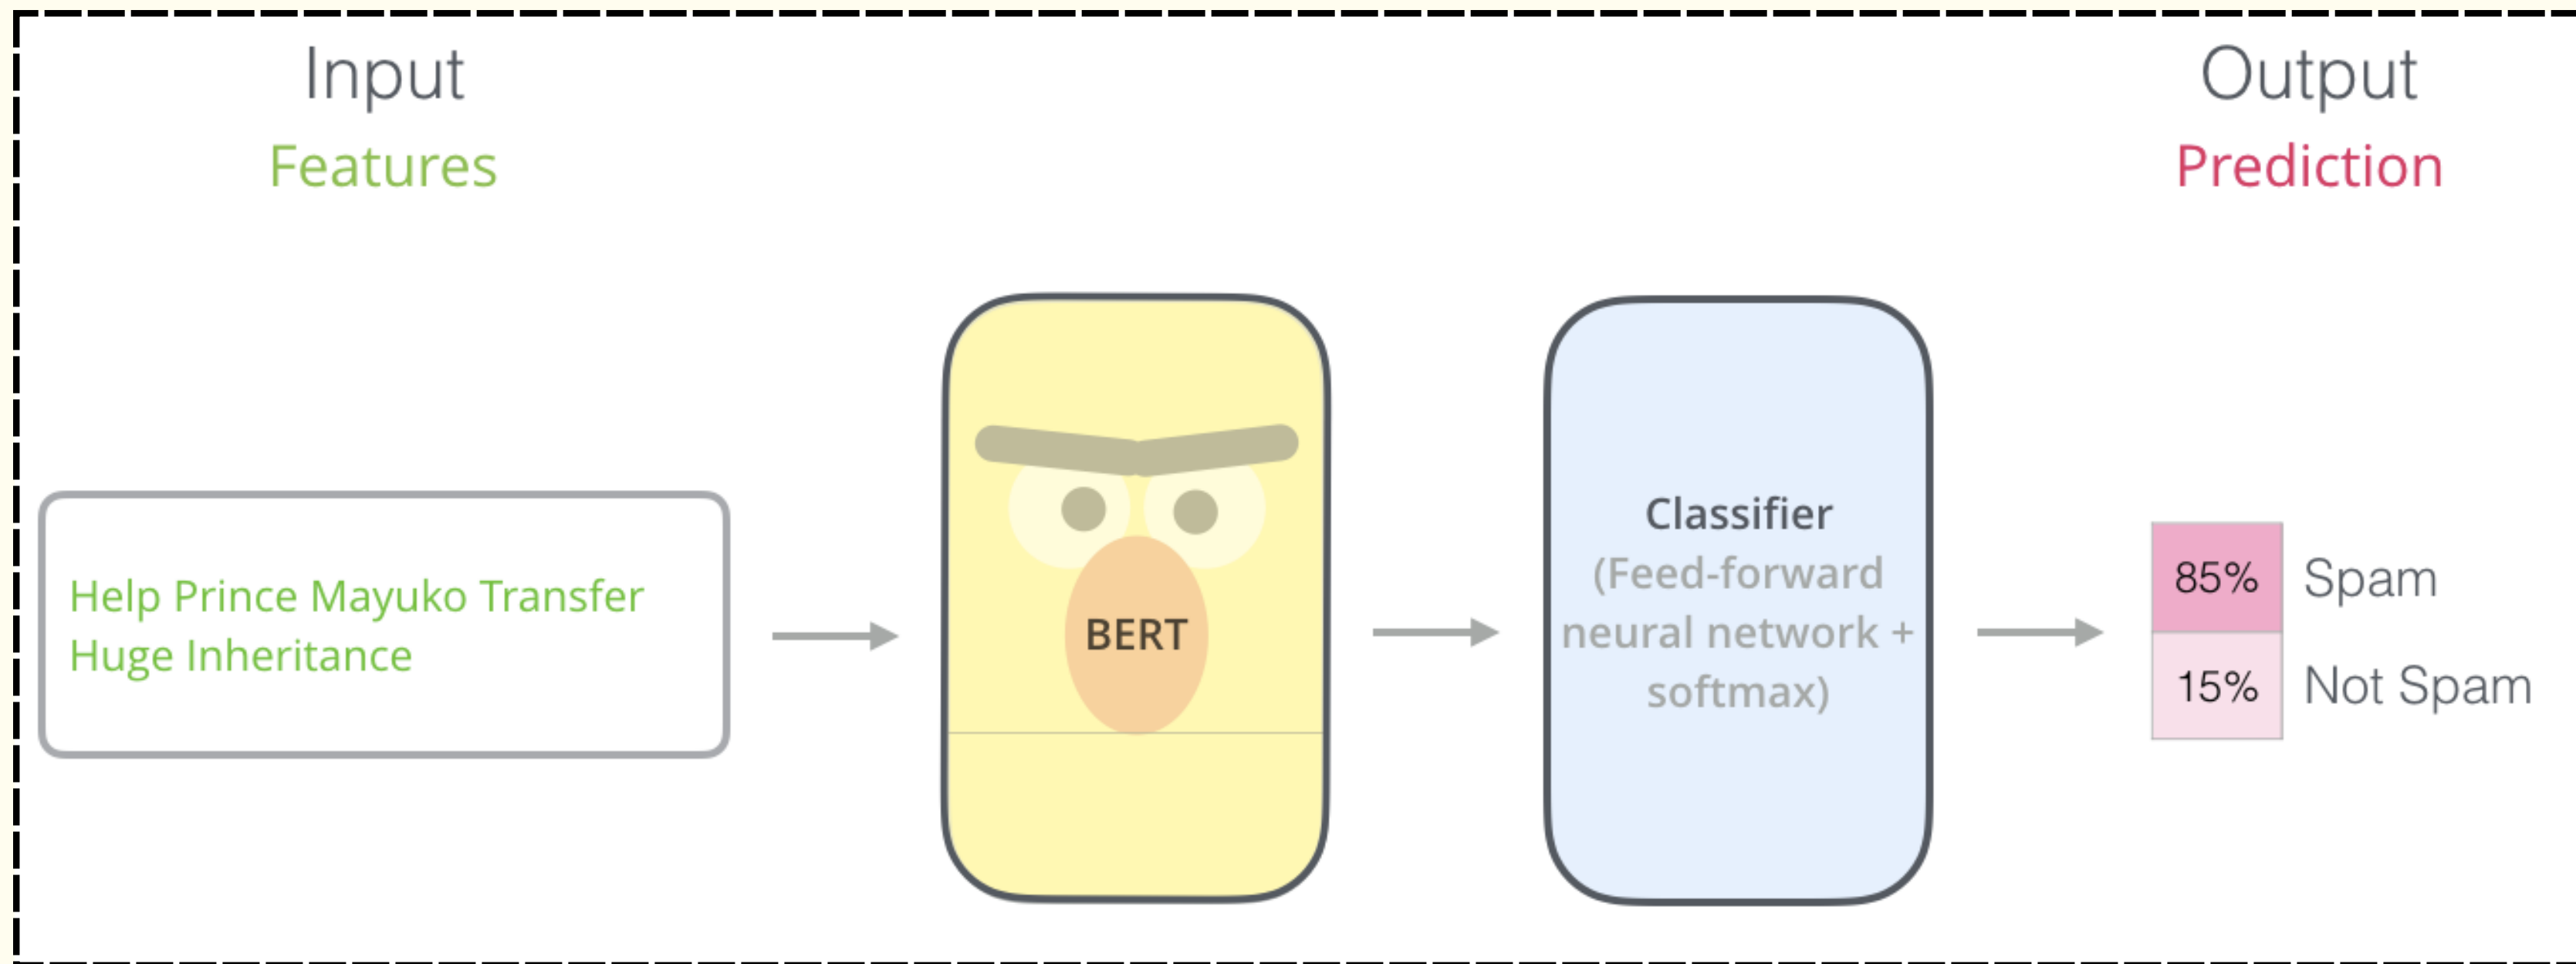 Input
Features
Output
Prediction
Help Prince Mayuko Transfer
Huge Inheritance
BERT
Classifier
(Feed-forward
neural network +
softmax)
85% Spam
15% Not Spam